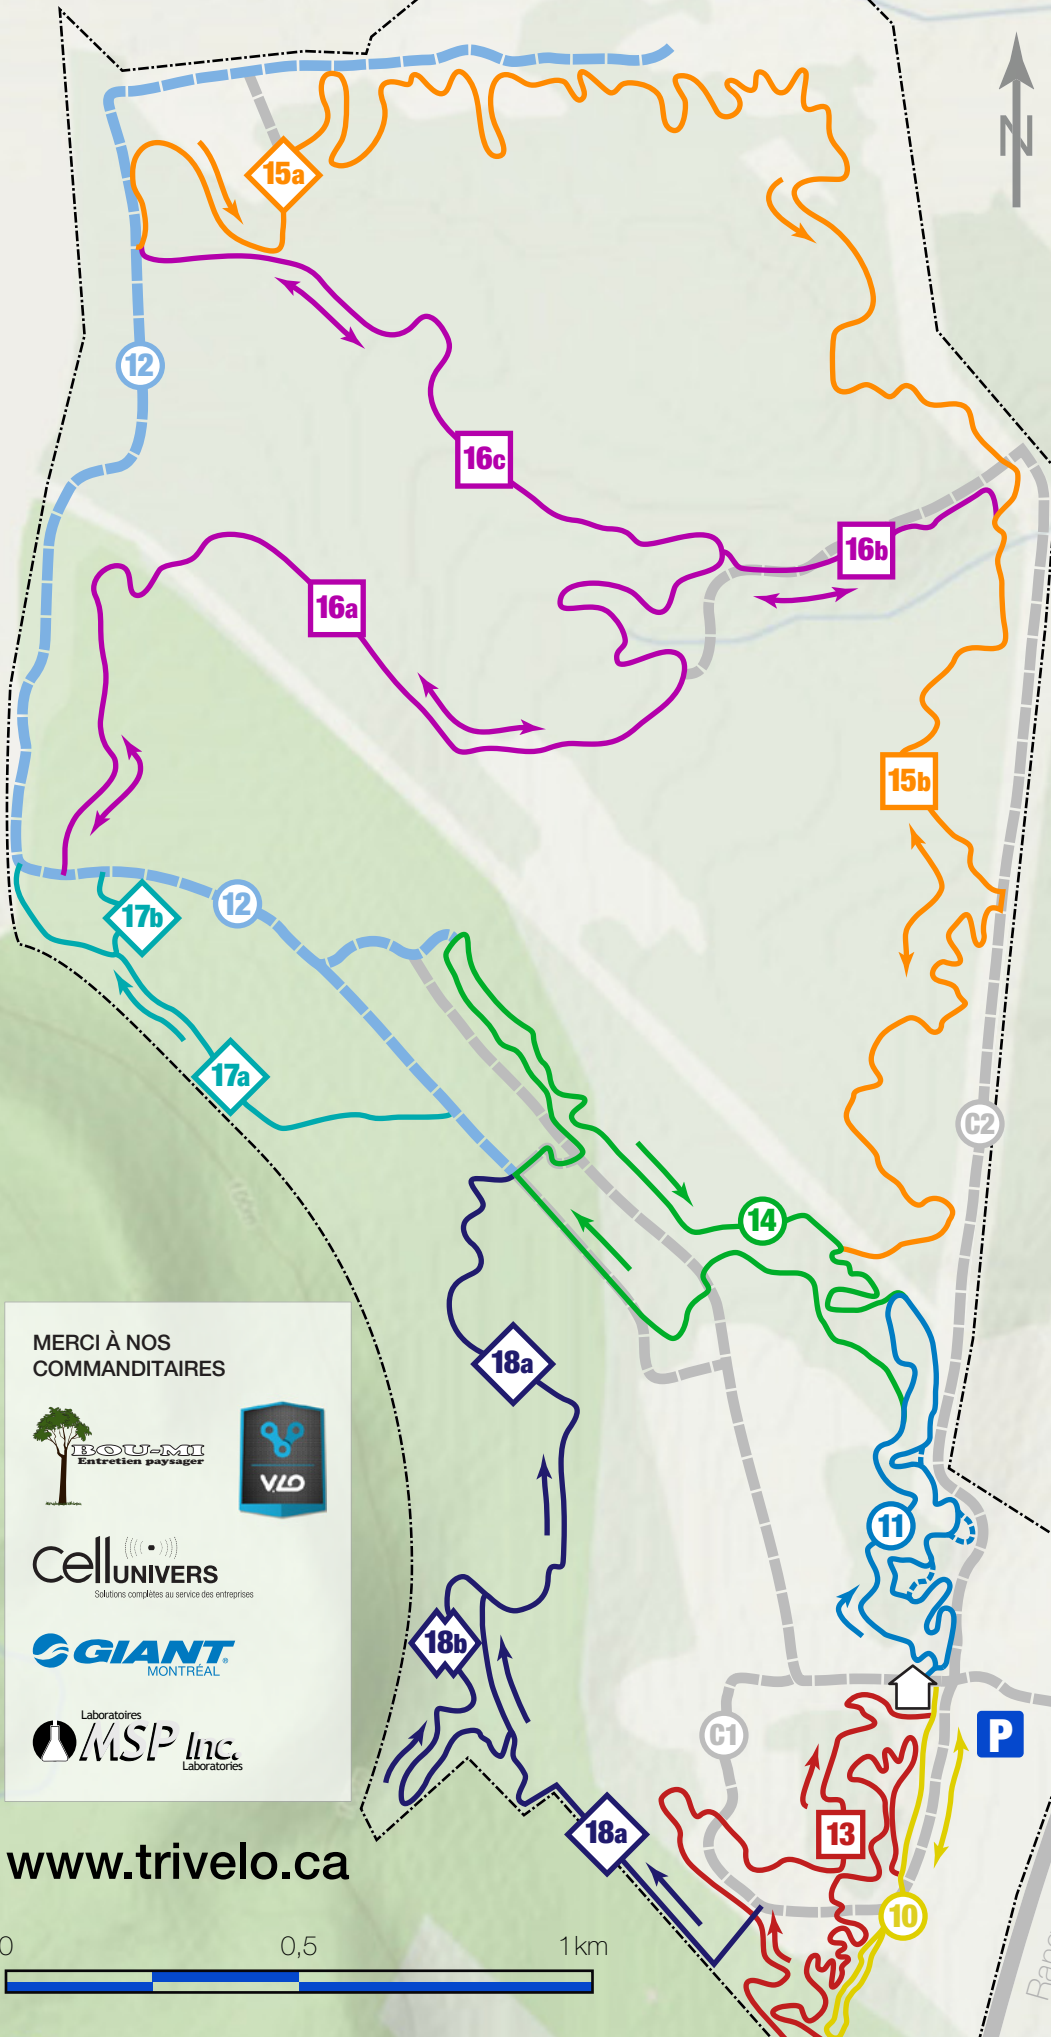 N
15a
12
16c
16b
16a
15b
17b
12
17a
C2
14
18a
11
18b
C1
P
13
18a
10
MERCI À NOS
COMMANDITAIRES
BOU-MI
Entretien paysager
VLO
Cellunivers
Solutions complètes au service des entreprises
GIANT
MONTRÉAL
Laboratoires
MSP Inc.
Laboratories
www.trivelo.ca
0 0,5 1 km
100m